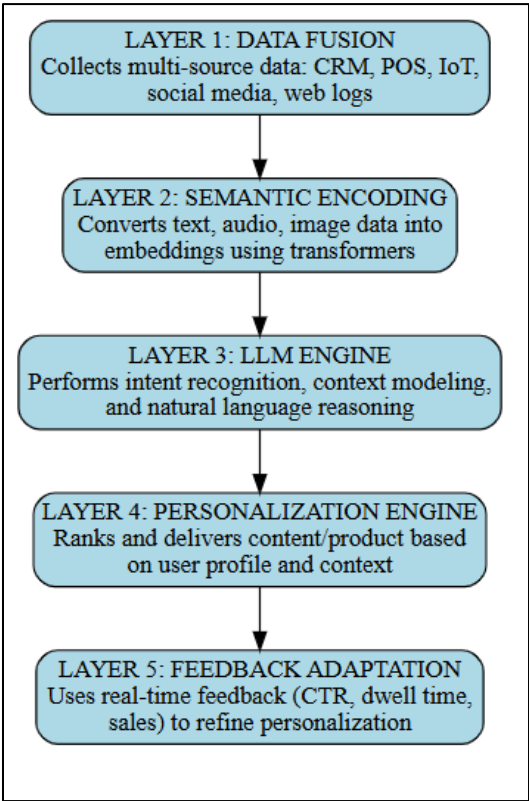 LAYER 1: DATA FUSION
Collects multi-source data: CRM, POS, IoT,
social media, web logs
LAYER 2: SEMANTIC ENCODING
Converts text, audio, image data into
embeddings using transformers
LAYER 3: LLM ENGINE
Performs intent recognition, context modeling,
and natural language reasoning
LAYER 4: PERSONALIZATION ENGINE
Ranks and delivers content/product based
on user profile and context
LAYER 5: FEEDBACK ADAPTATION
Uses real-time feedback (CTR, dwell time,
sales) to refine personalization